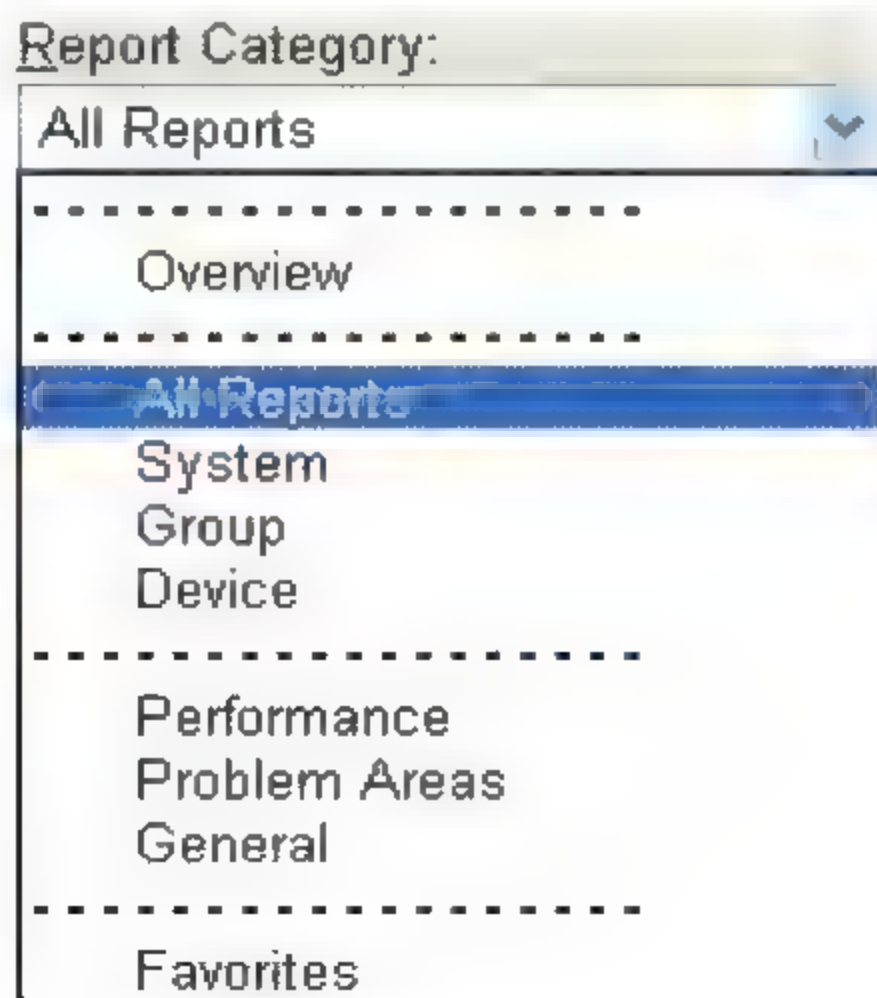 Report Category:
All Reports
- - - - - - - - - - - - - - - - - -
Overview
- - - - - - - - - - - - - - - - - -
All Reports
System
Group
Device
- - - - - - - - - - - - - - - - - -
Performance
Problem Areas
General
- - - - - - - - - - - - - - - - - -
Favorites